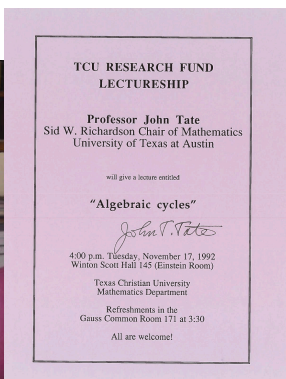 TCU RESEARCH FUND
LECTURESHIP
Professor John Tate
Sid W. Richardson Chair of Mathematics
University of Texas at Austin
will give a lecture entitled
"Algebraic cycles"
John T. Tate
4:00 p.m. Tuesday, November 17, 1992
Winton Scott Hall 145 (Einstein Room)
Texas Christian University
Mathematics Department
Refreshments in the
Gauss Common Room 171 at 3:30
All are welcome!